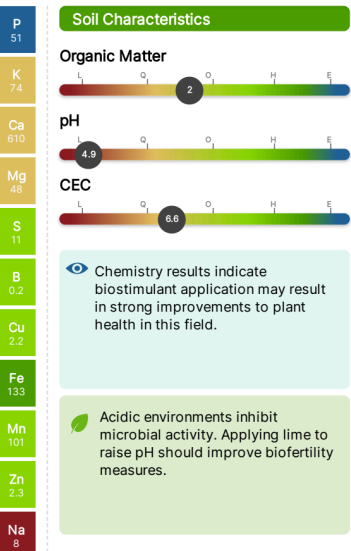 P
51
K
74
Ca
610
Mg
48
S
11
B
0.2
Cu
2.2
Fe
133
Mn
101
Zn
2.3
Na
8
Soil Characteristics
Organic Matter
L Q O H E
2
pH
L Q O H E
4.9
CEC
L Q O H E
6.6
Chemistry results indicate
biostimulant application may result
in strong improvements to plant
health in this field.
Acidic environments inhibit
microbial activity. Applying lime to
raise pH should improve biofertility
measures.